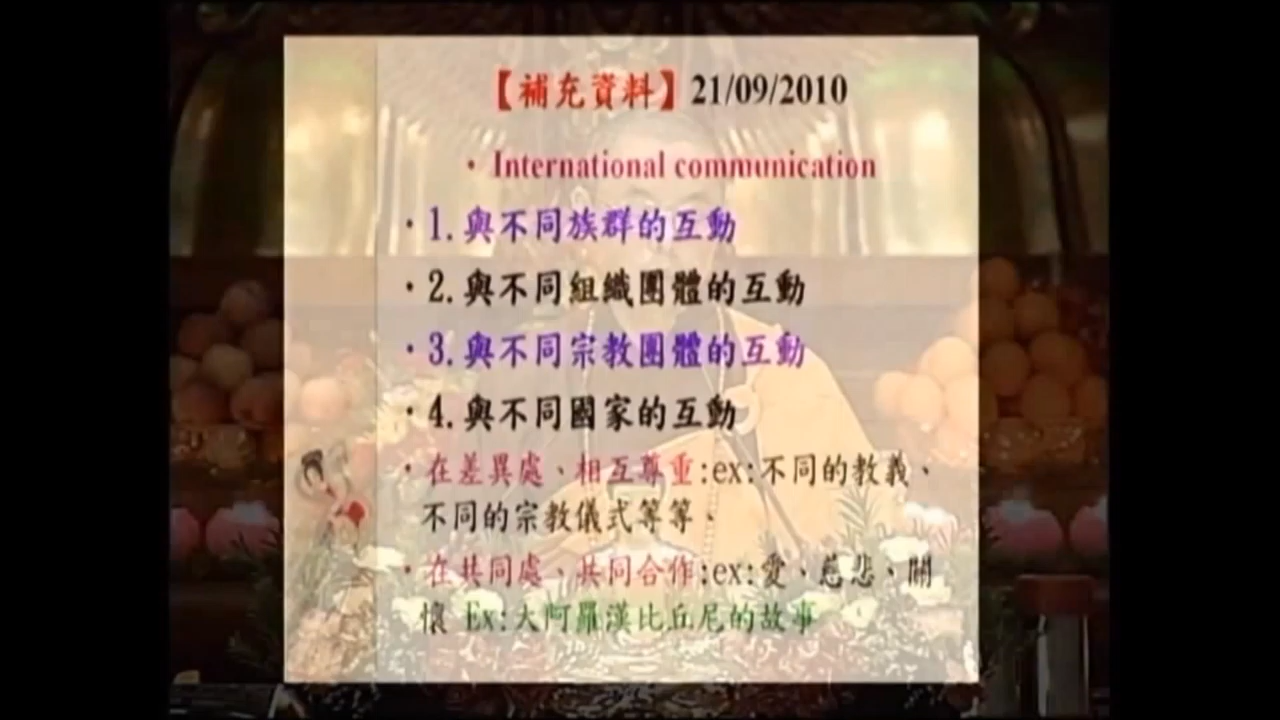 【補充資料】21/09/2010
• International communication
• 1.與不同族群的互動
• 2.與不同組織團體的互動
• 3.與不同宗教團體的互動
• 4.與不同國家的互動
• 在差異處、相互尊重:ex:不同的教義、
不同的宗教儀式等等、
• 在共同處、共同合作:ex:愛、慈悲、關
懷 Ex:大阿羅漢比丘尼的故事